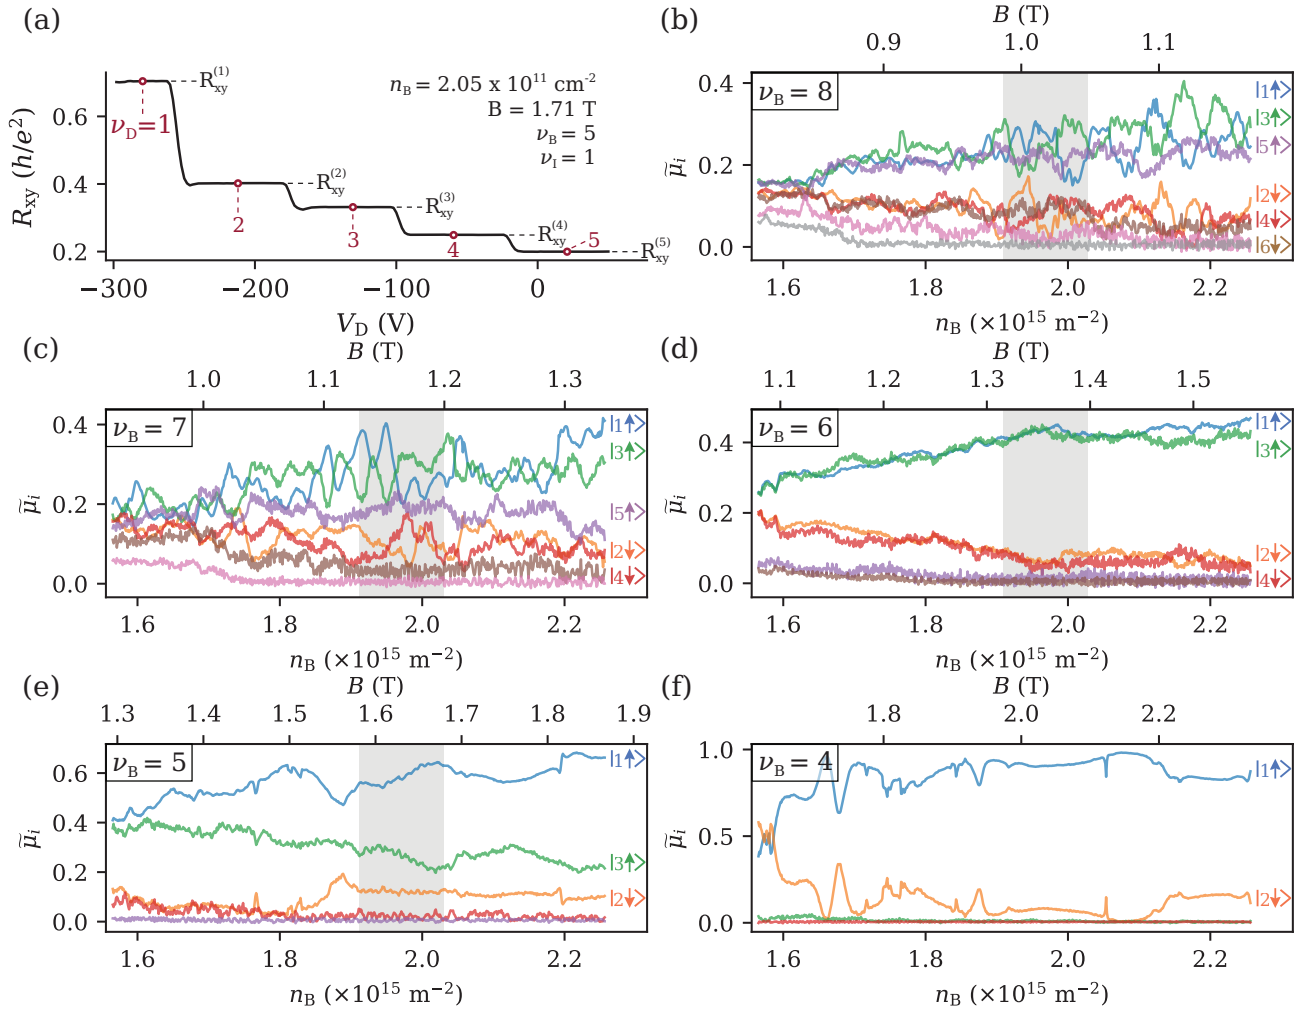 (a)
R_xy (h/e²)
0.6
0.4
0.2
−300
−200
−100
0
V_D (V)
n_B = 2.05 x 10^11 cm^-2
B = 1.71 T
ν_B = 5
ν_I = 1
R_xy^(1)
R_xy^(2)
R_xy^(3)
R_xy^(4)
R_xy^(5)
ν_D=1
2
3
4
5
(b)
B (T)
0.9
1.0
1.1
ν_B = 8
μ̃_i
0.4
0.2
0.0
|1↑>
|3↑>
|5↑>
|2↓>
|4↓>
|6↓>
1.6
1.8
2.0
2.2
n_B (×10^15 m^−2)
(c)
B (T)
1.0
1.1
1.2
1.3
ν_B = 7
μ̃_i
0.4
0.2
0.0
|1↑>
|3↑>
|5↑>
|2↓>
|4↓>
1.6
1.8
2.0
2.2
n_B (×10^15 m^−2)
(d)
B (T)
1.1
1.2
1.3
1.4
1.5
ν_B = 6
μ̃_i
0.4
0.2
0.0
|1↑>
|3↑>
|2↓>
|4↓>
1.6
1.8
2.0
2.2
n_B (×10^15 m^−2)
(e)
B (T)
1.3
1.4
1.5
1.6
1.7
1.8
1.9
ν_B = 5
μ̃_i
0.6
0.4
0.2
0.0
|1↑>
|3↑>
|2↓>
1.6
1.8
2.0
2.2
n_B (×10^15 m^−2)
(f)
B (T)
1.8
2.0
2.2
ν_B = 4
μ̃_i
1.0
0.5
0.0
|1↑>
|2↓>
1.6
1.8
2.0
2.2
n_B (×10^15 m^−2)